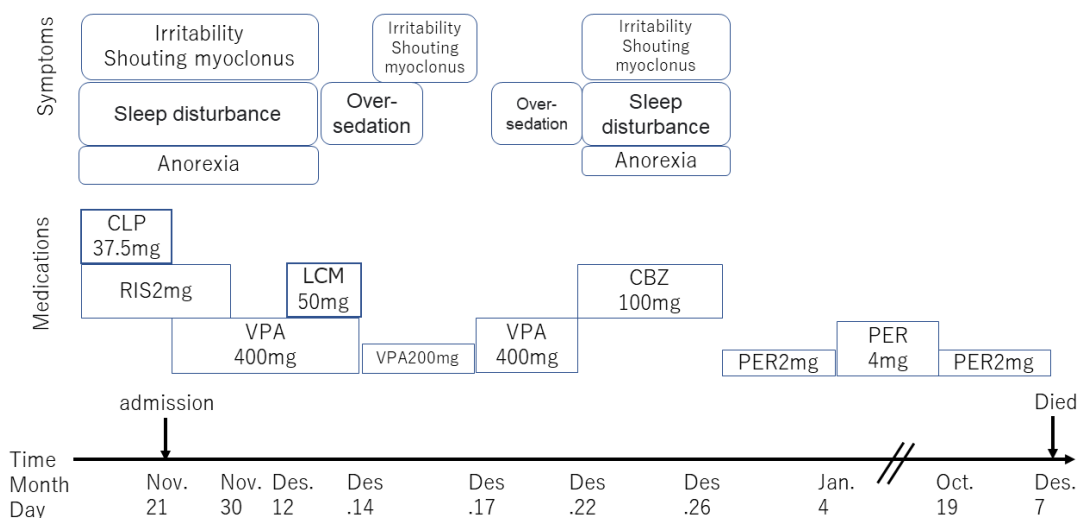 Symptoms
Irritability
Shouting myoclonus
Irritability
Shouting
myoclonus
Irritability
Shouting
myoclonus
Sleep disturbance
Over-
sedation
Over-
sedation
Sleep
disturbance
Anorexia
Anorexia
Medications
CLP
37.5mg
RIS2mg
LCM
50mg
CBZ
100mg
VPA
400mg
VPA200mg
VPA
400mg
PER2mg
PER
4mg
PER2mg
admission
Died
Time
Month Nov. Nov. Des. Des Des Des Des Jan. Oct. Des.
Day 21 30 12 .14 .17 .22 .26 4 19 7